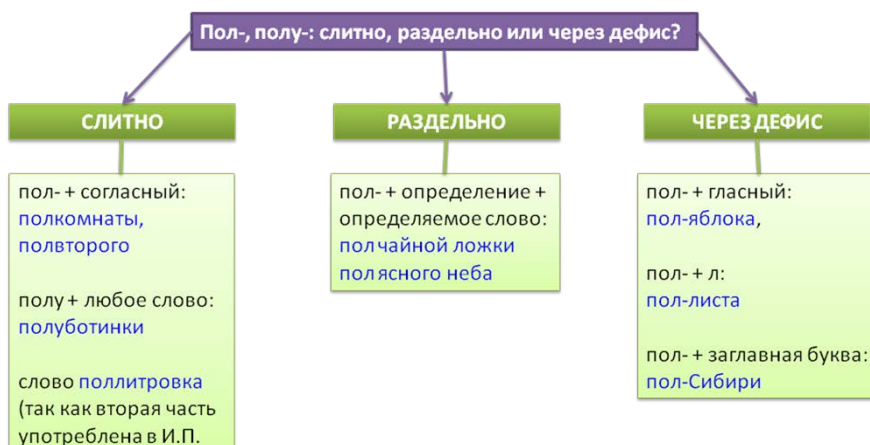 Пол-, полу-: слитно, раздельно или через дефис?
СЛИТНО
пол- + согласный:
полкомнаты,
полвторого
полу + любое слово:
полуботинки
слово поллитровка
(так как вторая часть
употреблена в И.П.
РАЗДЕЛЬНО
пол- + определение +
определяемое слово:
пол чайной ложки
пол ясного неба
ЧЕРЕЗ ДЕФИС
пол- + гласный:
пол-яблока,
пол- + л:
пол-листа
пол- + заглавная буква:
пол-Сибири